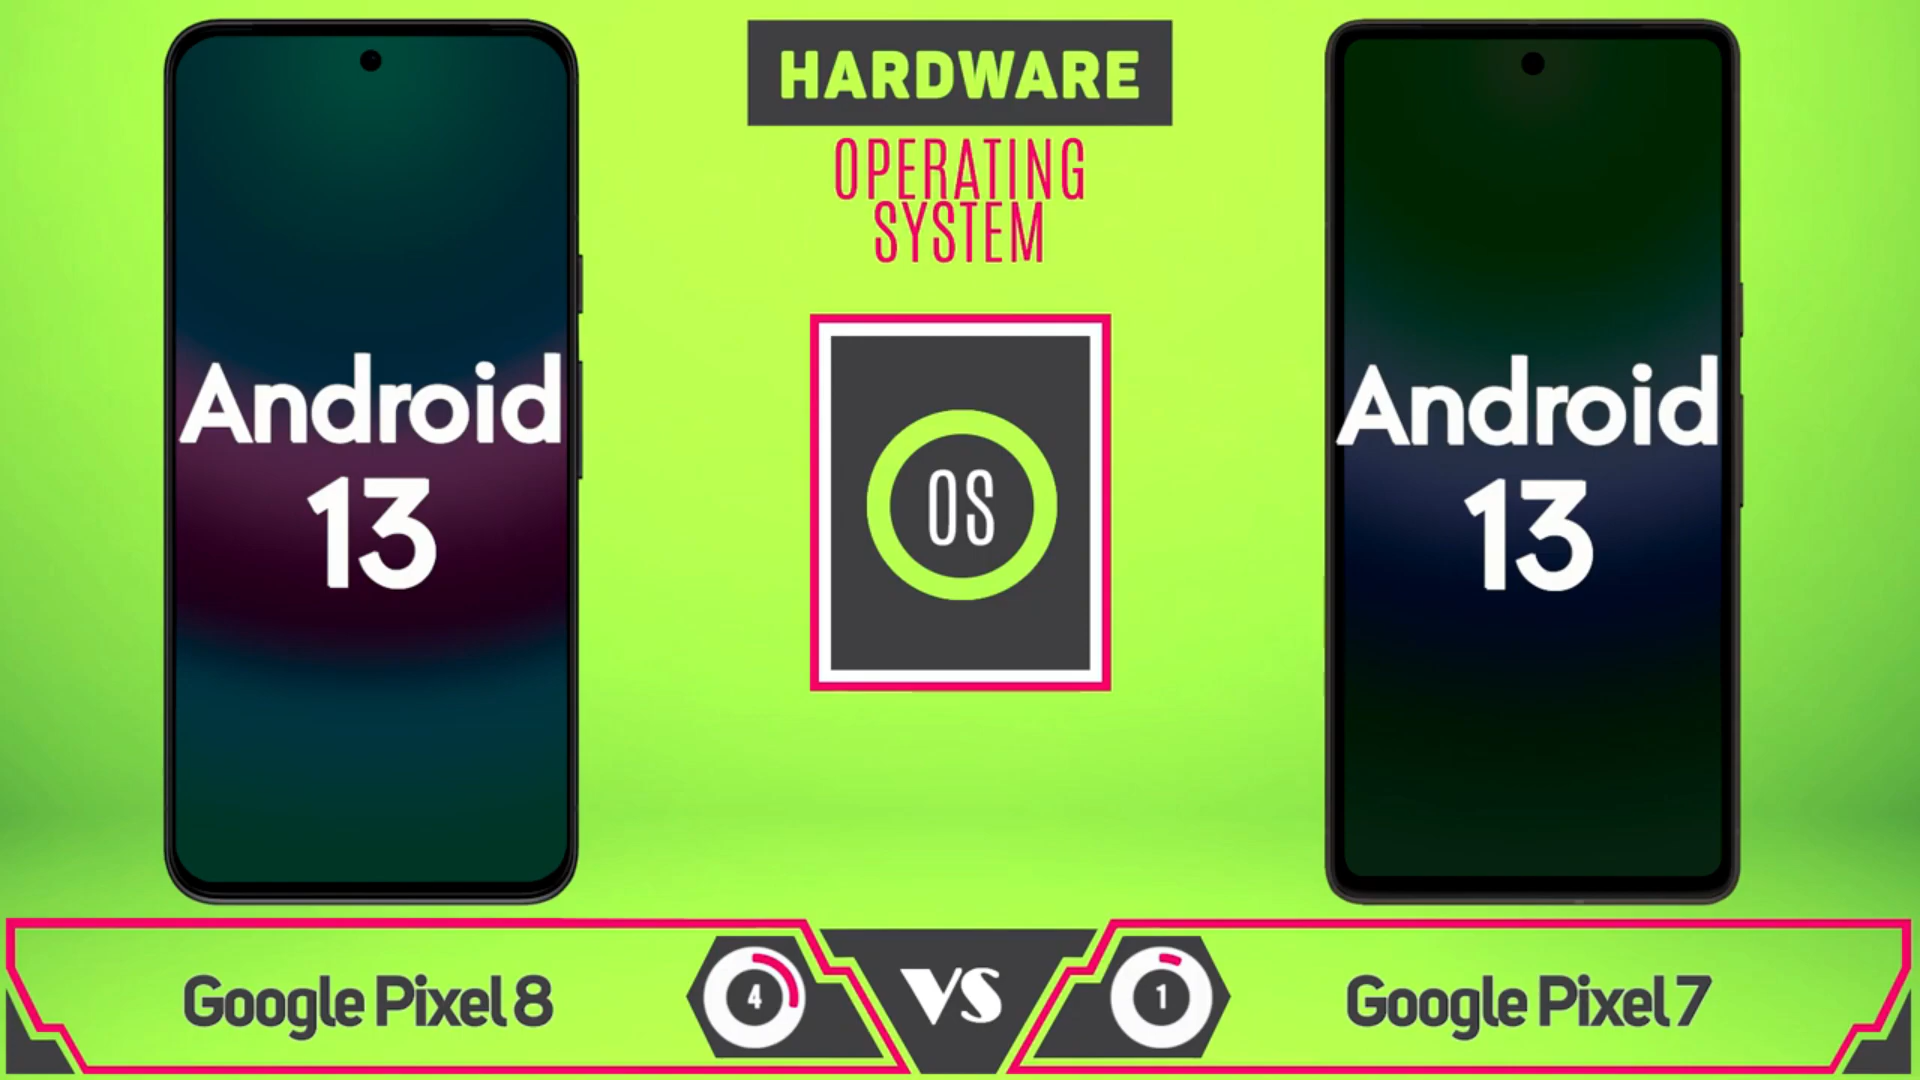 HARDWARE
OPERATING
SYSTEM
Android
13
OS
Android
13
Google Pixel 8
4
VS
1
Google Pixel 7